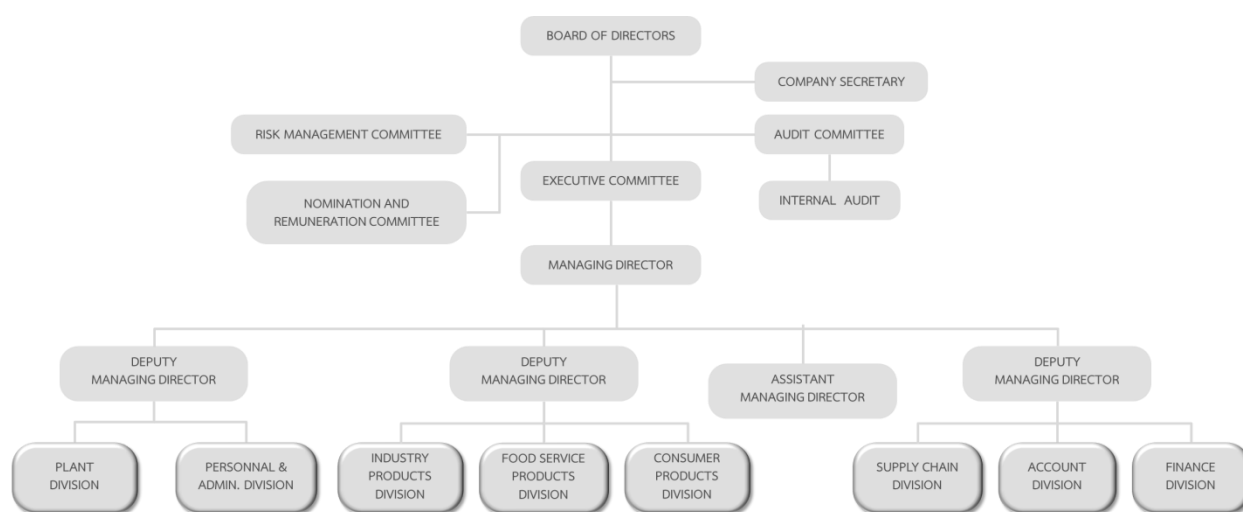 BOARD OF DIRECTORS
COMPANY SECRETARY
RISK MANAGEMENT COMMITTEE
AUDIT COMMITTEE
EXECUTIVE COMMITTEE
NOMINATION AND
REMUNERATION COMMITTEE
INTERNAL AUDIT
MANAGING DIRECTOR
DEPUTY
MANAGING DIRECTOR
DEPUTY
MANAGING DIRECTOR
ASSISTANT
MANAGING DIRECTOR
DEPUTY
MANAGING DIRECTOR
PLANT
DIVISION
PERSONNAL &
ADMIN. DIVISION
INDUSTRY
PRODUCTS
DIVISION
FOOD SERVICE
PRODUCTS
DIVISION
CONSUMER
PRODUCTS
DIVISION
SUPPLY CHAIN
DIVISION
ACCOUNT
DIVISION
FINANCE
DIVISION